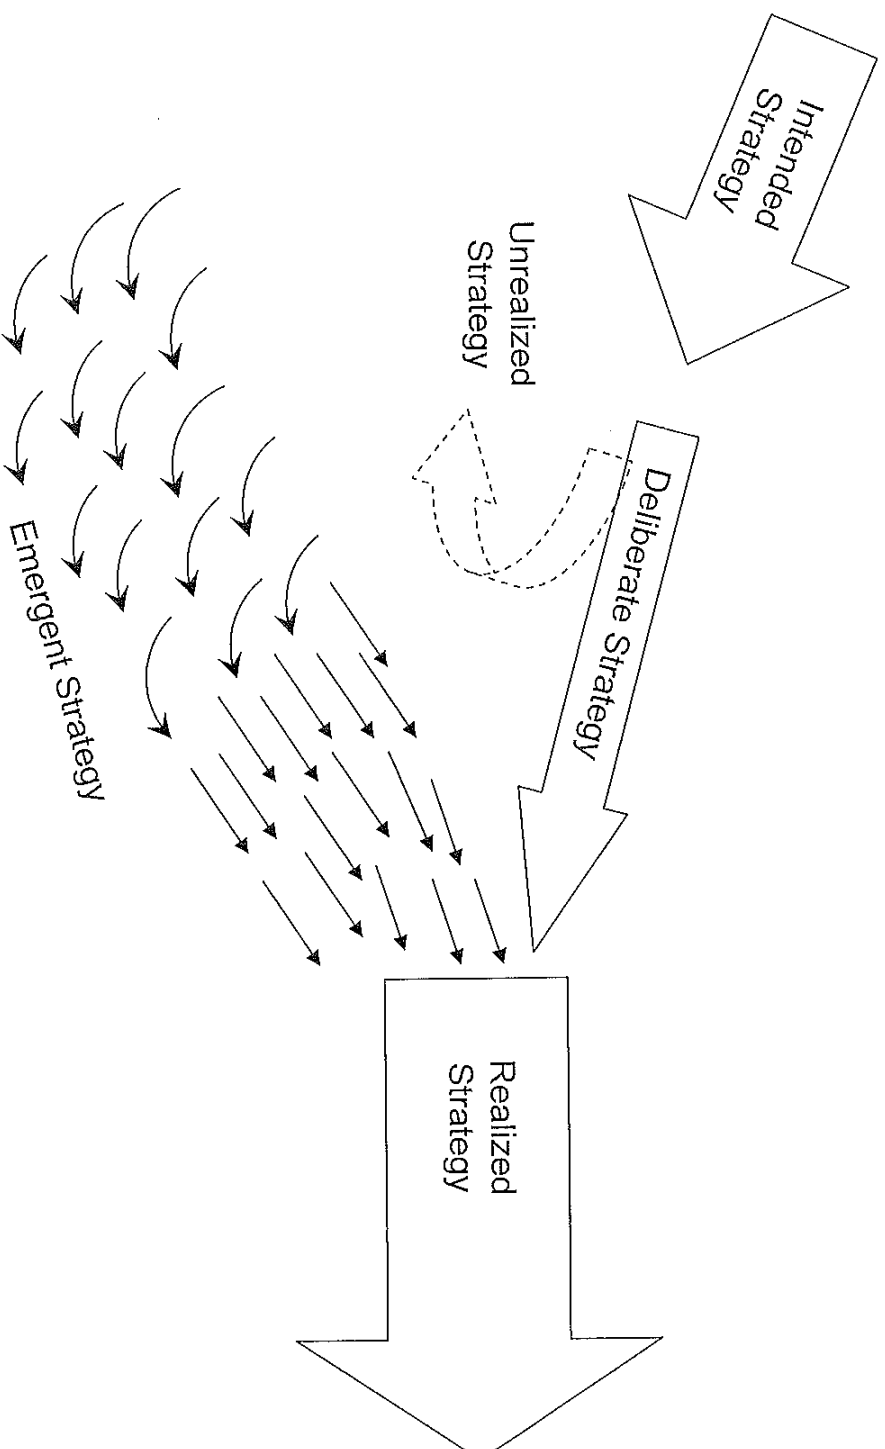 Intended
Strategy
Unrealized
Strategy
Deliberate Strategy
Emergent Strategy
Realized
Strategy